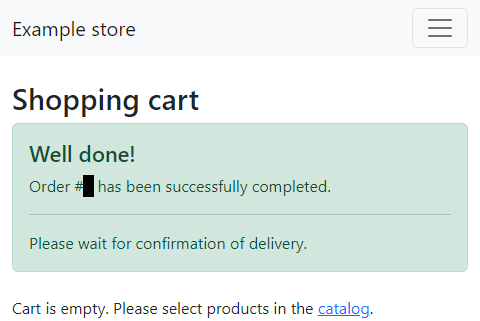 Example store
Shopping cart
Well done!
Order # has been successfully completed.
Please wait for confirmation of delivery.
Cart is empty. Please select products in the catalog.